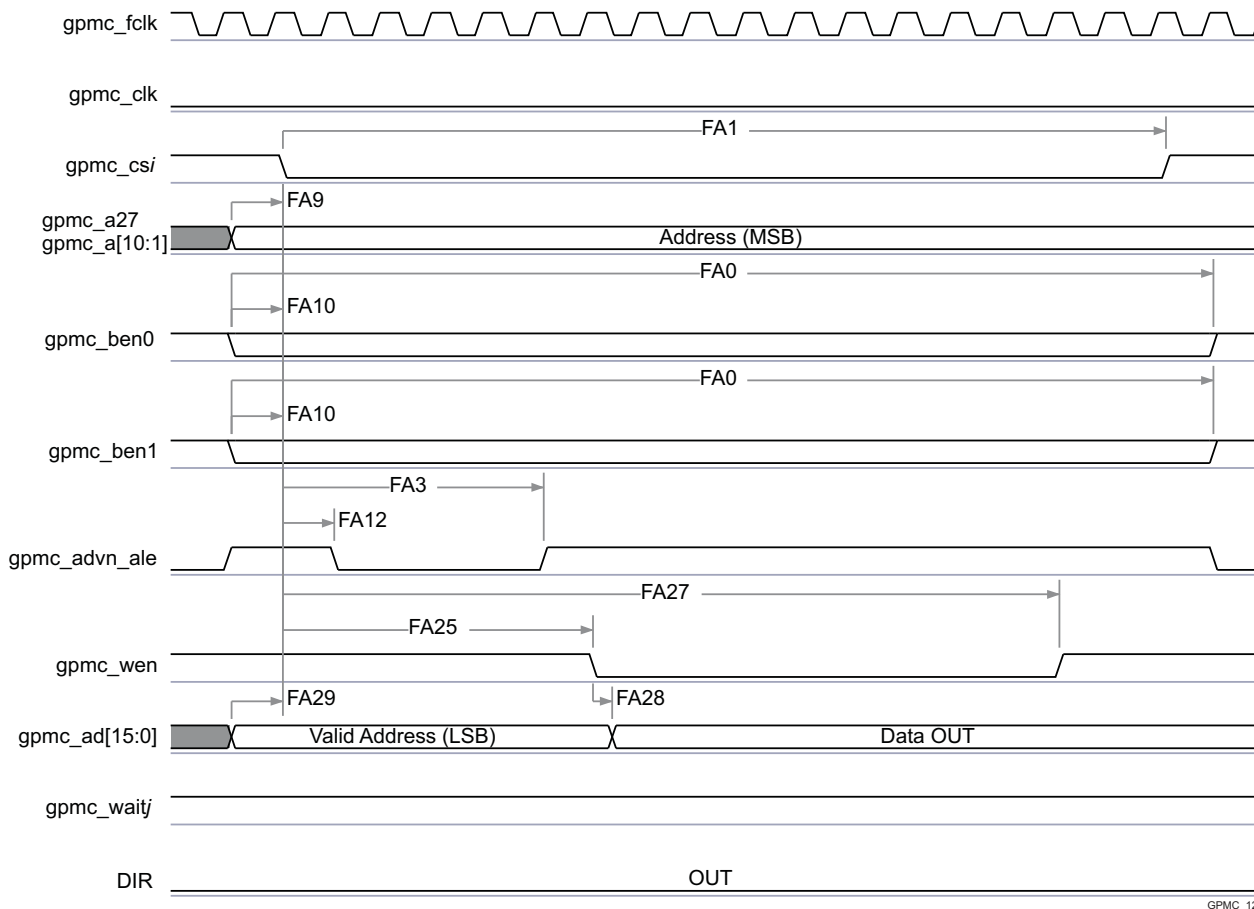 gpmc_fclk
gpmc_clk
FA1
gpmc_csi
FA9
gpmc_a27
gpmc_a[10:1]
Address (MSB)
FA0
FA10
gpmc_ben0
FA0
FA10
gpmc_ben1
FA3
FA12
gpmc_advn_ale
FA27
FA25
gpmc_wen
FA29
FA28
gpmc_ad[15:0]
Valid Address (LSB)
Data OUT
gpmc_waitj
DIR
OUT
GPMC_12